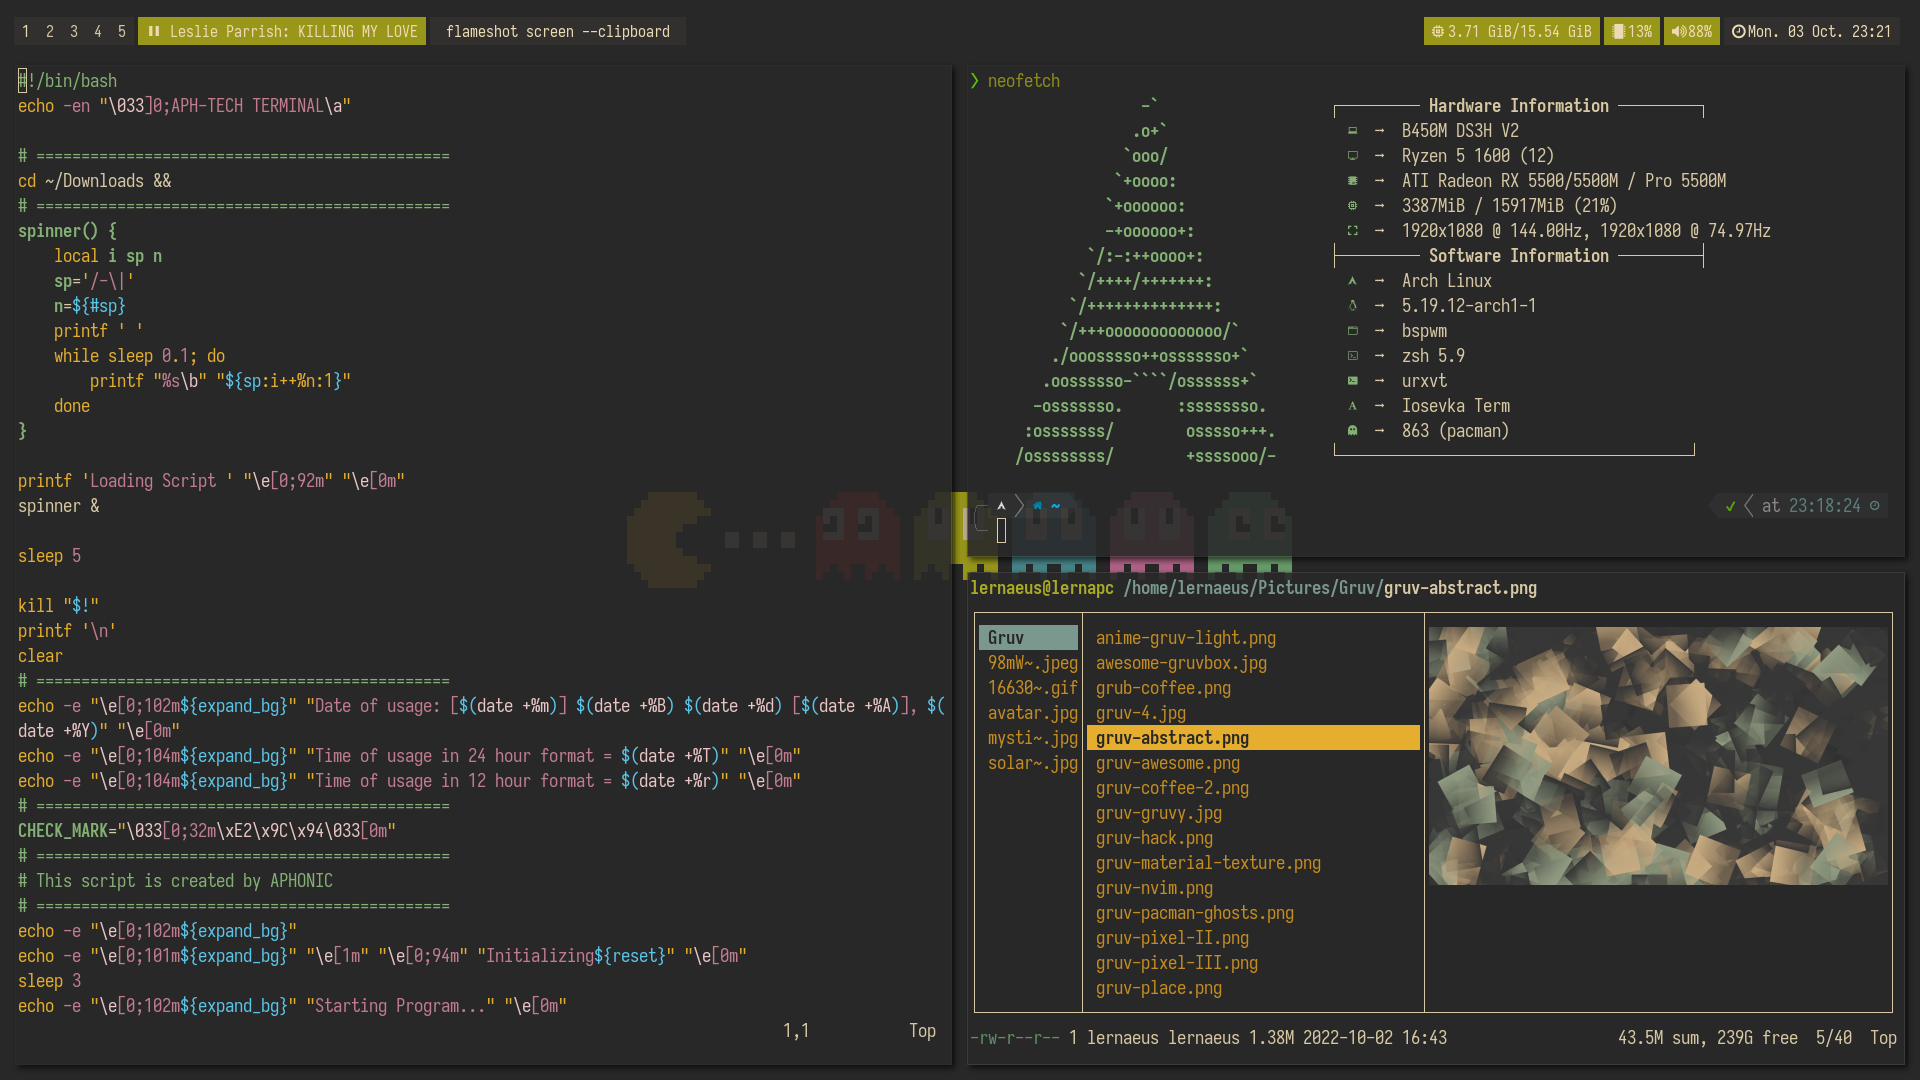 1 2 3 4 5 Leslie Parrish: KILLING MY LOVE flameshot screen --clipboard 3.71 GiB/15.54 GiB 13% 88% Mon. 03 Oct. 23:21
#!/bin/bash
echo -en "\033]0;APH-TECH TERMINAL\a"
# ==============================================
cd ~/Downloads &&
# ==============================================
spinner() {
    local i sp n
    sp='/-\|'
    n=${#sp}
    printf ' '
    while sleep 0.1; do
        printf "%s\b" "${sp:i++%n:1}"
    done
}
printf 'Loading Script ' "\e[0;92m" "\e[0m"
spinner &
sleep 5
kill "$!"
printf '\n'
clear
# ==============================================
echo -e "\e[0;102m${expand_bg}" "Date of usage: [$(date +%m)] $(date +%B) $(date +%d) [$(date +%A)], $(
date +%Y)" "\e[0m"
echo -e "\e[0;104m${expand_bg}" "Time of usage in 24 hour format = $(date +%T)" "\e[0m"
echo -e "\e[0;104m${expand_bg}" "Time of usage in 12 hour format = $(date +%r)" "\e[0m"
# ==============================================
CHECK_MARK="\033[0;32m\xE2\x9C\x94\033[0m"
# ==============================================
# This script is created by APHONIC
# ==============================================
echo -e "\e[0;102m${expand_bg}"
echo -e "\e[0;101m${expand_bg}" "\e[1m" "\e[0;94m" "Initializing${reset}" "\e[0m"
sleep 3
echo -e "\e[0;102m${expand_bg}" "Starting Program..." "\e[0m"
1,1 Top
❯ neofetch
-`
.o+`
`ooo/
`+oooo:
`+oooooo:
-+oooooo+:
`/:-:++oooo+:
`/++++/+++++++:
`/++++++++++++++:
`/+++ooooooooooooo/`
./ooosssso++osssssso+`
.oossssso-````/ossssss+`
-osssssso.      :ssssssso.
:osssssss/        osssso+++.
/ossssssss/        +ssssooo/-
Hardware Information
→ B450M DS3H V2
→ Ryzen 5 1600 (12)
→ ATI Radeon RX 5500/5500M / Pro 5500M
→ 3387MiB / 15917MiB (21%)
→ 1920x1080 @ 144.00Hz, 1920x1080 @ 74.97Hz
Software Information
→ Arch Linux
→ 5.19.12-arch1-1
→ bspwm
→ zsh 5.9
→ urxvt
→ Iosevka Term
→ 863 (pacman)
~ ✓ at 23:18:24
lernaeus@lernapc /home/lernaeus/Pictures/Gruv/gruv-abstract.png
Gruv
98mW~.jpeg
16630~.gif
avatar.jpg
mysti~.jpg
solar~.jpg
anime-gruv-light.png
awesome-gruvbox.jpg
grub-coffee.png
gruv-4.jpg
gruv-abstract.png
gruv-awesome.png
gruv-coffee-2.png
gruv-gruvy.jpg
gruv-hack.png
gruv-material-texture.png
gruv-nvim.png
gruv-pacman-ghosts.png
gruv-pixel-II.png
gruv-pixel-III.png
gruv-place.png
-rw-r--r-- 1 lernaeus lernaeus 1.38M 2022-10-02 16:43 43.5M sum, 239G free 5/40 Top